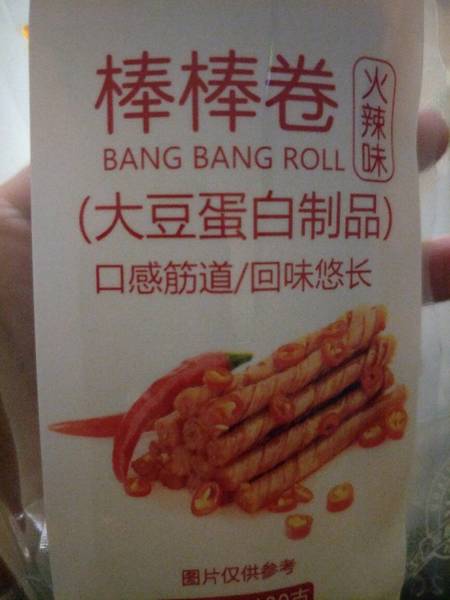 棒棒卷
火辣味
BANG BANG ROLL
(大豆蛋白制品)
口感筋道/回味悠长
图片仅供参考